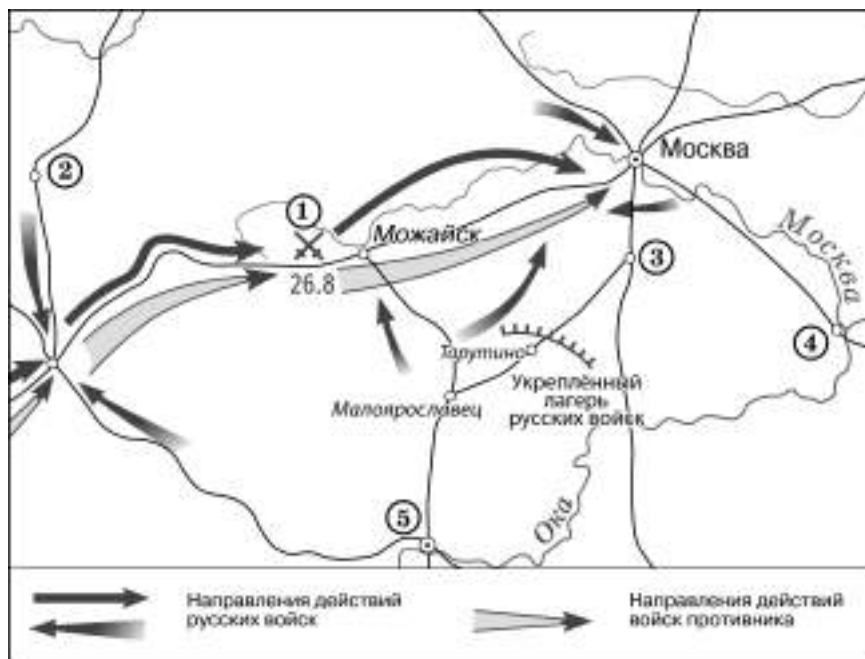 Москва
2
1
Можайск
26.8
3
Москва
4
Тарутино
Укреплённый
лагерь
русских войск
Малоярославец
5
Ока
Направления действий
русских войск
Направления действий
войск противника